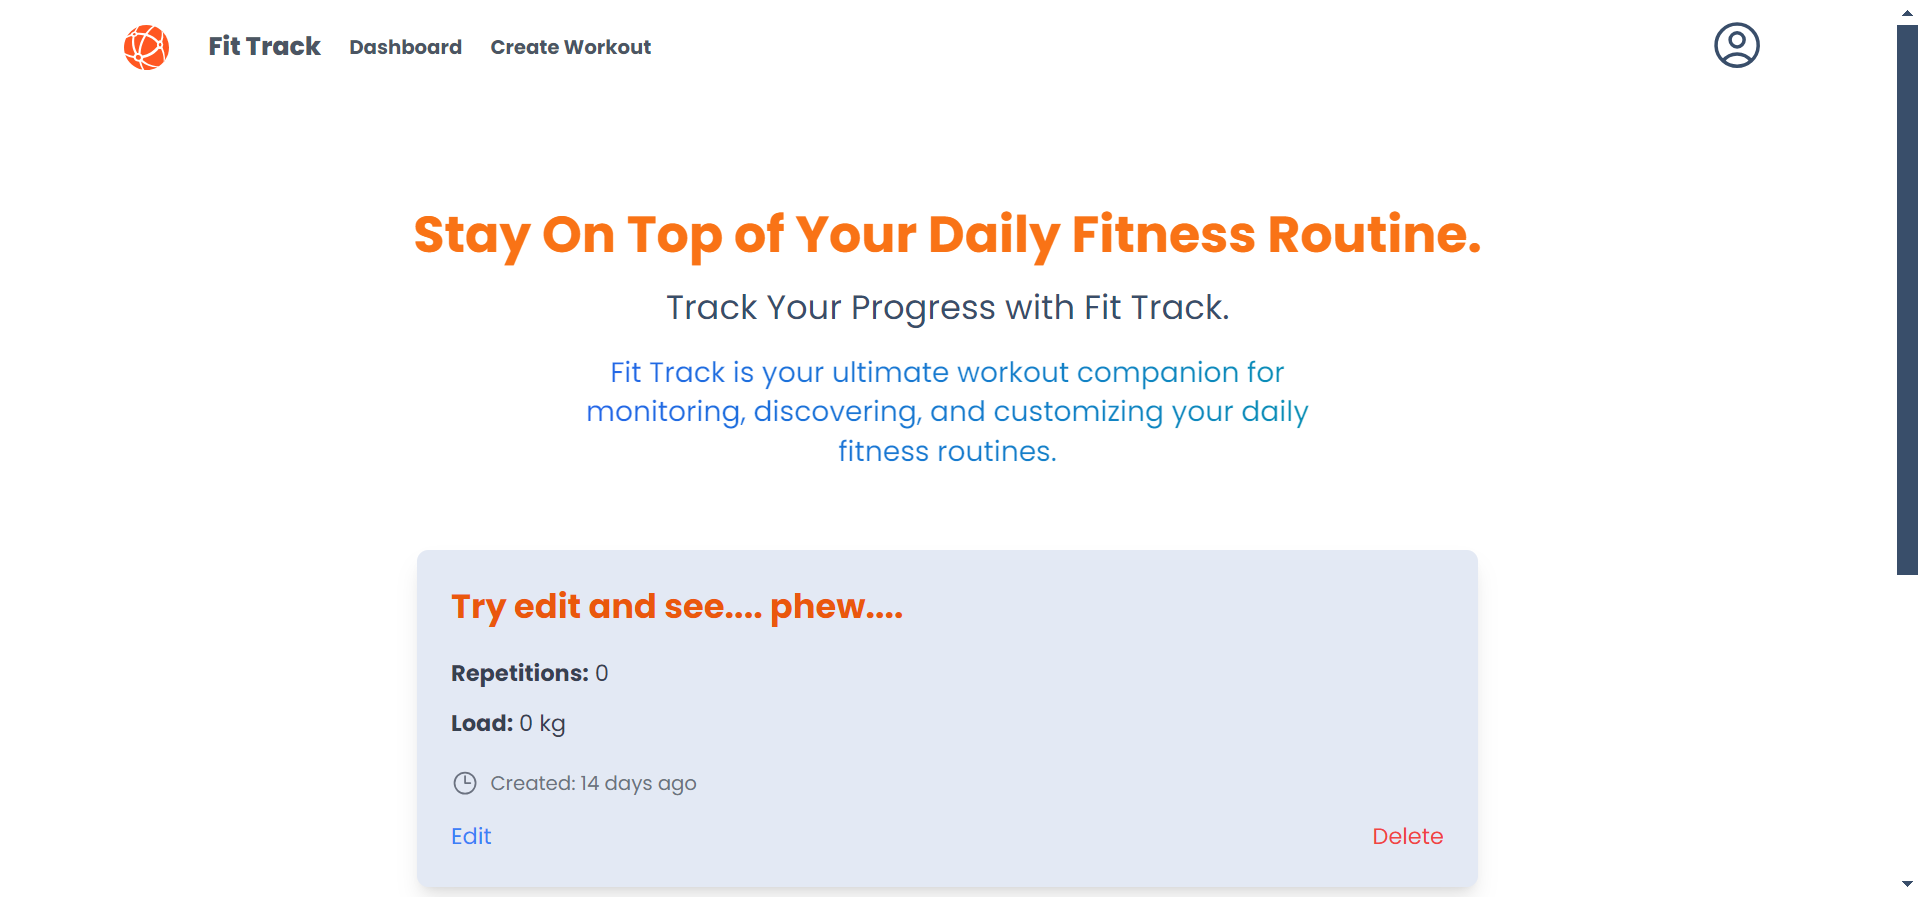 Fit Track Dashboard Create Workout
Stay On Top of Your Daily Fitness Routine.
Track Your Progress with Fit Track.
Fit Track is your ultimate workout companion for
monitoring, discovering, and customizing your daily
fitness routines.
Try edit and see.... phew....
Repetitions: 0
Load: 0 kg
Created: 14 days ago
Edit Delete